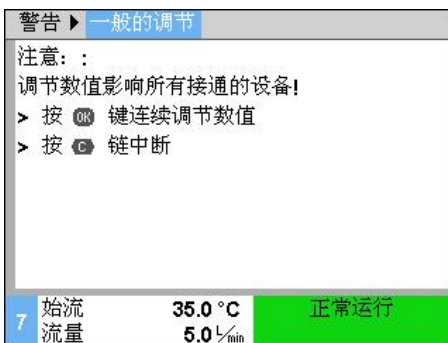 警告 ▶ 一般的调节
注意: :
调节数值影响所有接通的设备!
> 按 OK 键连续调节数值
> 按 C 链中断
7 始流 35.0 °C 正常运行
流量 5.0 L/min